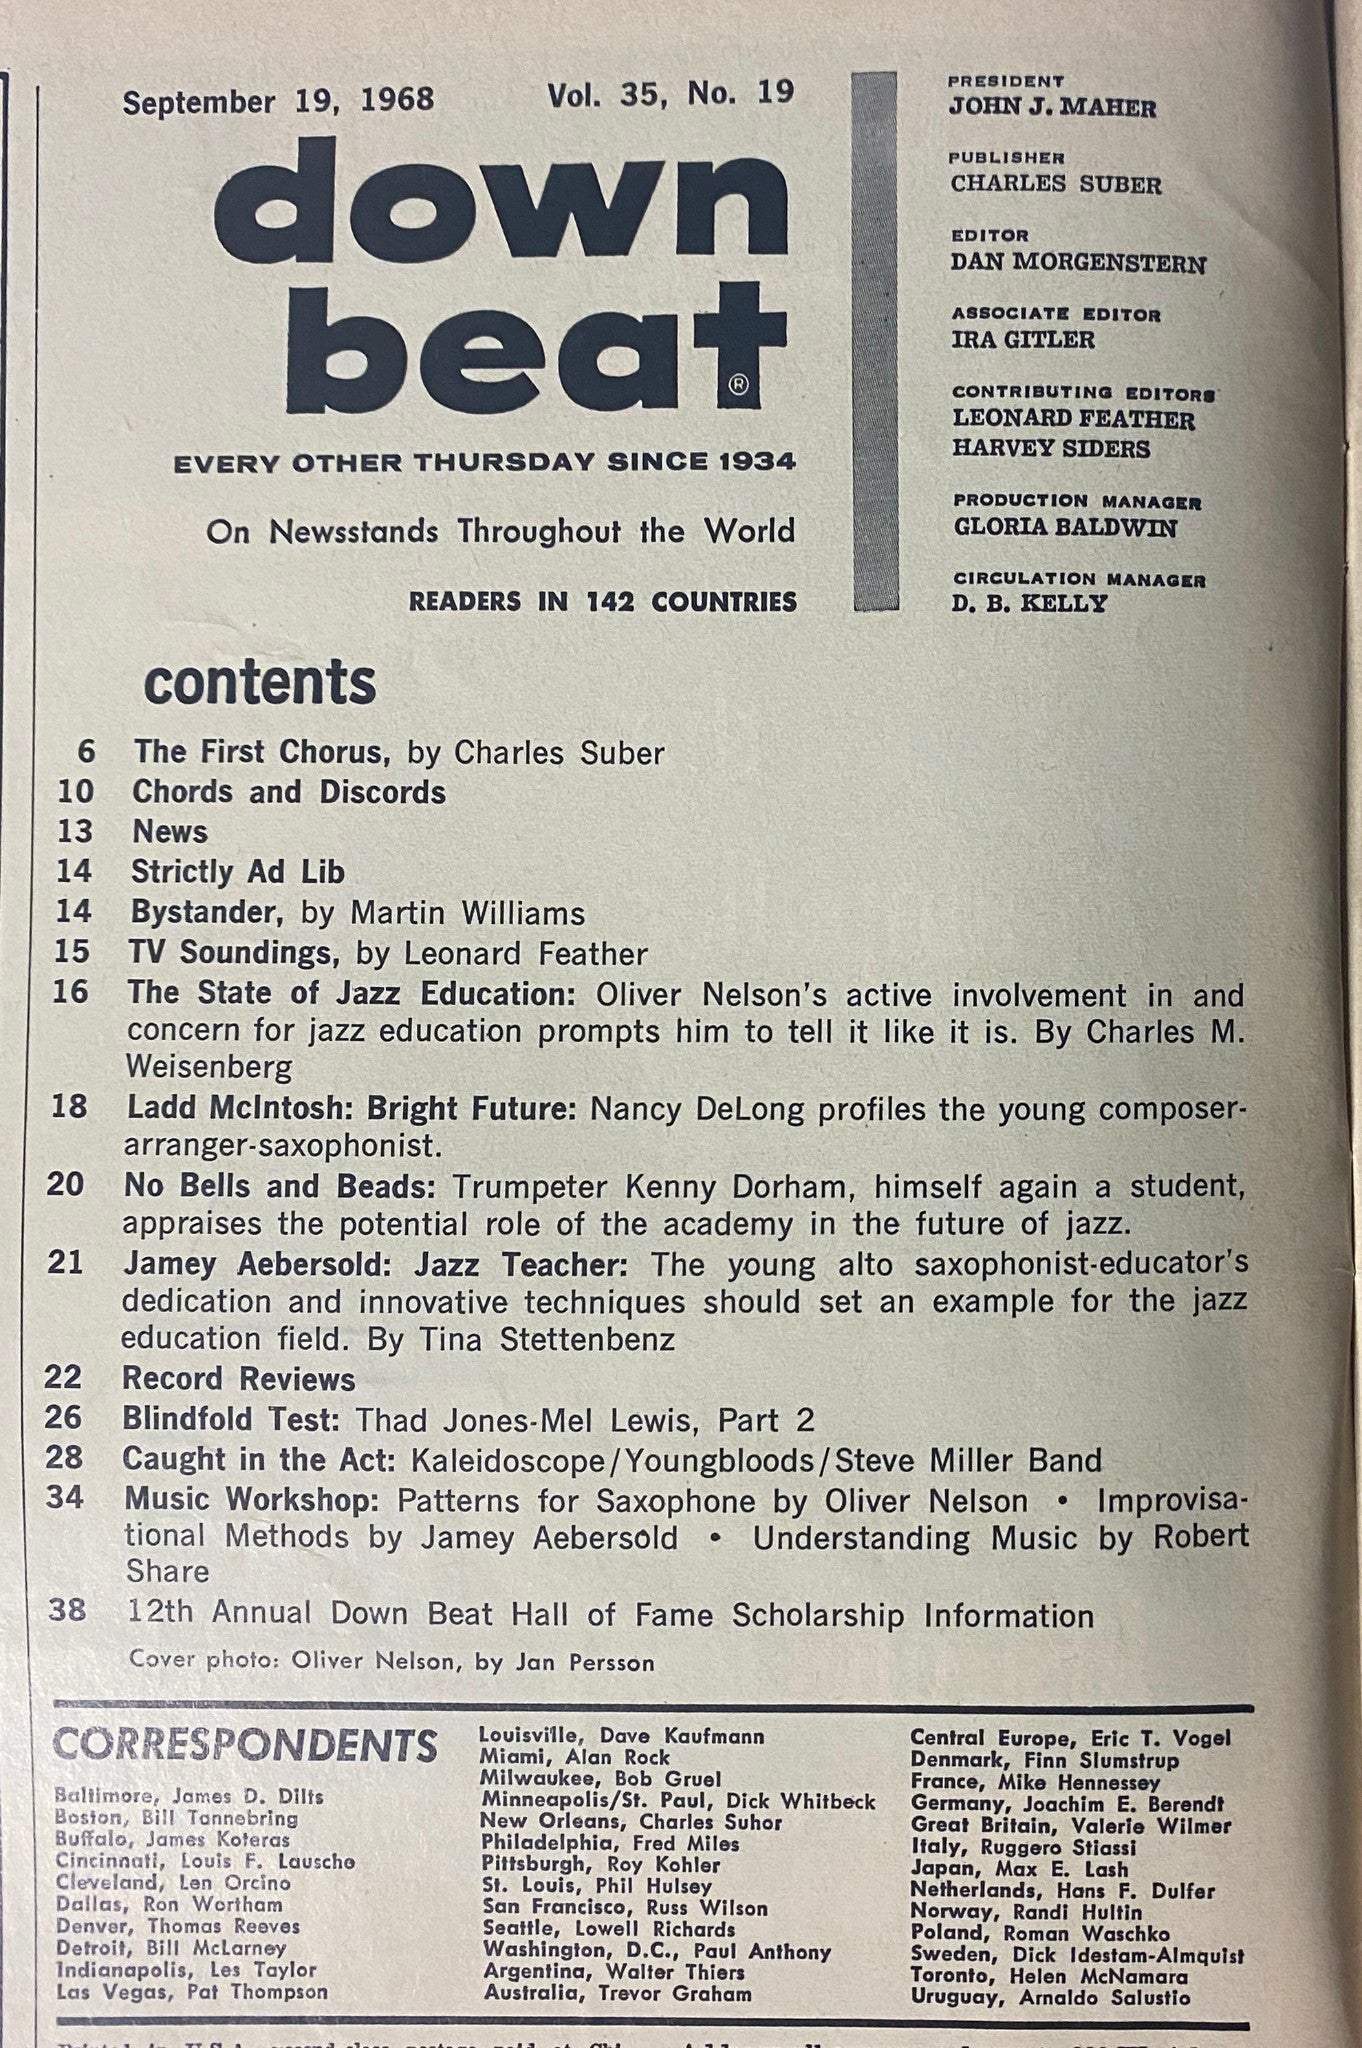 September 19, 1968 Vol. 35, No. 19
down
beat
®
EVERY OTHER THURSDAY SINCE 1934
On Newsstands Throughout the World
READERS IN 142 COUNTRIES
PRESIDENT
JOHN J. MAHER
PUBLISHER
CHARLES SUBER
EDITOR
DAN MORGENSTERN
ASSOCIATE EDITOR
IRA GITLER
CONTRIBUTING EDITORS
LEONARD FEATHER
HARVEY SIDERS
PRODUCTION MANAGER
GLORIA BALDWIN
CIRCULATION MANAGER
D. B. KELLY
contents
6 The First Chorus, by Charles Suber
10 Chords and Discords
13 News
14 Strictly Ad Lib
14 Bystander, by Martin Williams
15 TV Soundings, by Leonard Feather
16 The State of Jazz Education: Oliver Nelson's active involvement in and
concern for jazz education prompts him to tell it like it is. By Charles M.
Weisenberg
18 Ladd McIntosh: Bright Future: Nancy DeLong profiles the young composer-
arranger-saxophonist.
20 No Bells and Beads: Trumpeter Kenny Dorham, himself again a student,
appraises the potential role of the academy in the future of jazz.
21 Jamey Aebersold: Jazz Teacher: The young alto saxophonist-educator's
dedication and innovative techniques should set an example for the jazz
education field. By Tina Stettenbenz
22 Record Reviews
26 Blindfold Test: Thad Jones-Mel Lewis, Part 2
28 Caught in the Act: Kaleidoscope/Youngbloods/Steve Miller Band
34 Music Workshop: Patterns for Saxophone by Oliver Nelson • Improvisa-
tional Methods by Jamey Aebersold • Understanding Music by Robert
Share
38 12th Annual Down Beat Hall of Fame Scholarship Information
Cover photo: Oliver Nelson, by Jan Persson
CORRESPONDENTS
Baltimore, James D. Dilts
Boston, Bill Tannebring
Buffalo, James Koteras
Cincinnati, Louis F. Lausche
Cleveland, Len Orcino
Dallas, Ron Wortham
Denver, Thomas Reeves
Detroit, Bill McLarney
Indianapolis, Les Taylor
Las Vegas, Pat Thompson
Louisville, Dave Kaufmann
Miami, Alan Rock
Milwaukee, Bob Gruel
Minneapolis/St. Paul, Dick Whitbeck
New Orleans, Charles Suhor
Philadelphia, Fred Miles
Pittsburgh, Roy Kohler
St. Louis, Phil Hulsey
San Francisco, Russ Wilson
Seattle, Lowell Richards
Washington, D.C., Paul Anthony
Argentina, Walter Thiers
Australia, Trevor Graham
Central Europe, Eric T. Vogel
Denmark, Finn Slumstrup
France, Mike Hennessey
Germany, Joachim E. Berendt
Great Britain, Valerie Wilmer
Italy, Ruggero Stiassi
Japan, Max E. Lash
Netherlands, Hans F. Dulfer
Norway, Randi Hultin
Poland, Roman Waschko
Sweden, Dick Idestam-Almquist
Toronto, Helen McNamara
Uruguay, Arnaldo Salustio